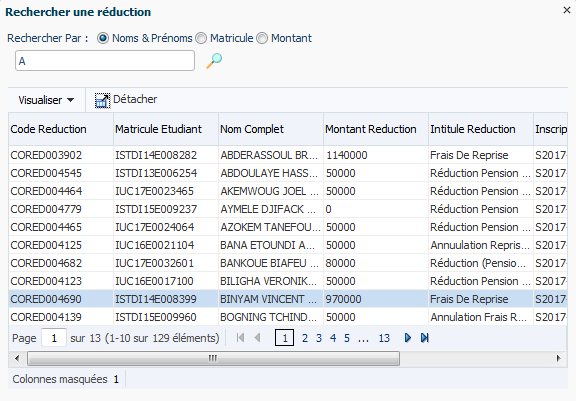 Rechercher une réduction
Rechercher Par : Noms & Prénoms Matricule Montant
A
Visualiser Détacher
Code Reduction Matricule Etudiant Nom Complet Montant Reduction Intitule Reduction Inscrip
CORED003902 ISTDI14E008282 ABDERASSOUL BR... 1140000 Frais De Reprise S2017-
CORED004545 ISTDI13E006254 ABDOULAYE HASS... 50000 Réduction Pension ... S2017-
CORED004464 IUC17E0023465 AKEMWOUG JOEL ... 50000 Réduction Pension ... S2017-
CORED004779 ISTDI15E009237 AYMELE DJIFACK ... 0 Réduction Pension ... S2017-
CORED004465 IUC17E0024064 AZOKEM TANEFOU... 50000 Réduction Pension ... S2017-
CORED004125 IUC16E0021104 BANA ETOUNDI A... 50000 Annuulation Repris... S2017-
CORED004682 IUC17E0032601 BANKOUE BIAFEU ... 80000 Réduction (Pensio... S2017-
CORED004123 IUC16E0017100 BILIGHA VERONIK... 50000 Réduction Pension ... S2017-
CORED004690 ISTDI14E008399 BINYAM VINCENT ... 970000 Frais De Reprise S2017-
CORED004139 ISTDI15E009960 BOGNING TCHIND... 50000 Annulation Frais R... S2017-
Page 1 sur 13 (1-10 sur 129 éléments) 1 2 3 4 5 ... 13
Colonnes masquées 1